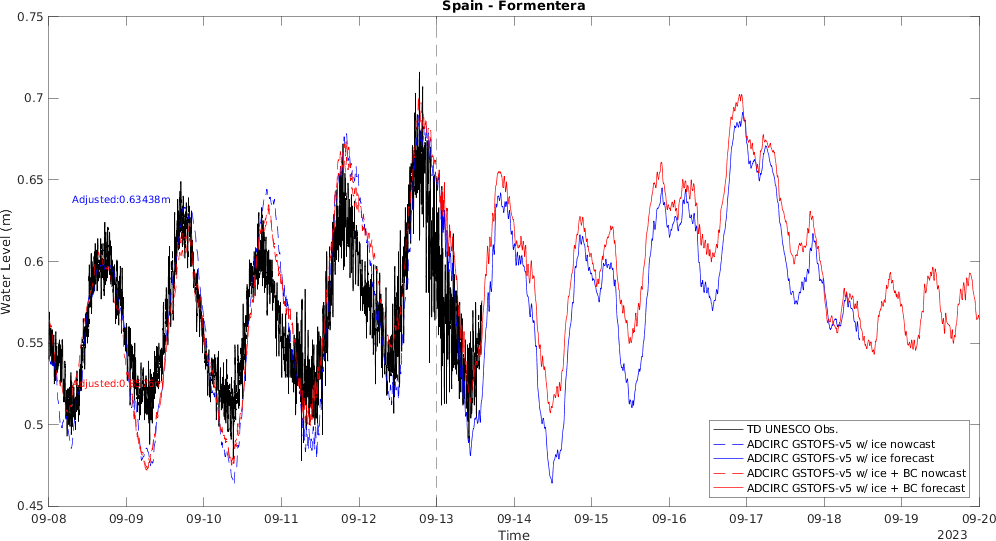 Spain - Formentera
0.75
0.7
0.65
0.6
0.55
0.5
0.45
Water Level (m)
Adjusted:0.63438m
TD UNESCO Obs.
ADCIRC GSTOFS-v5 w/ ice nowcast
ADCIRC GSTOFS-v5 w/ ice forecast
ADCIRC GSTOFS-v5 w/ ice + BC nowcast
ADCIRC GSTOFS-v5 w/ ice + BC forecast
09-08 09-09 09-10 09-11 09-12 09-13 09-14 09-15 09-16 09-17 09-18 09-19 09-20
Time
2023